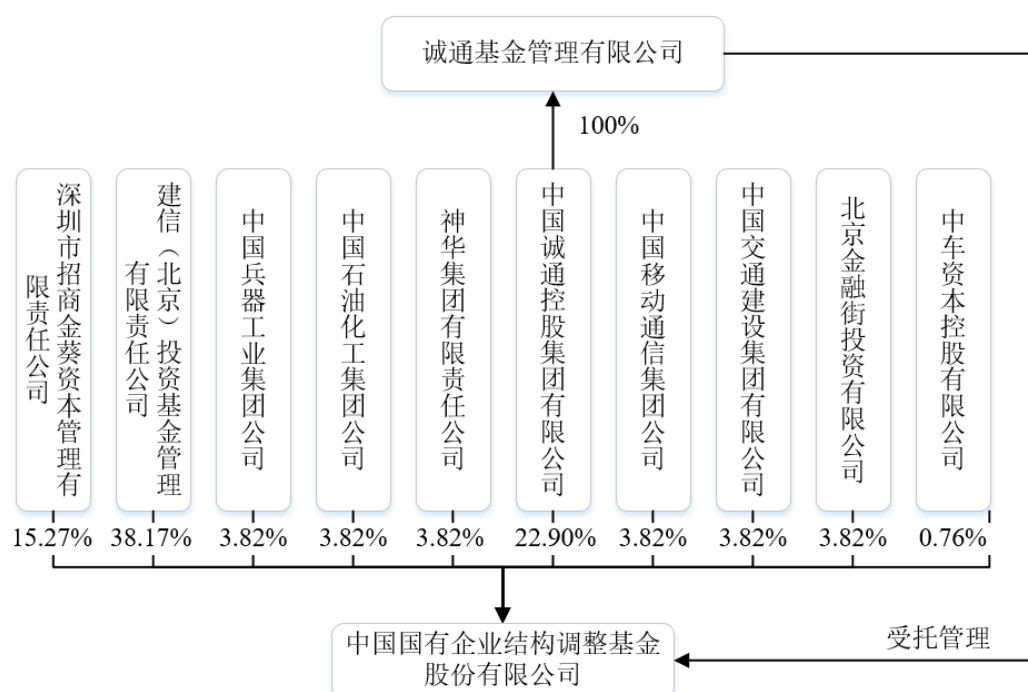 诚通基金管理有限公司
100%
深圳市招商金葵资本管理有
限责任公司
建信（北京）投资基金管理
有限责任公司
中国兵器工业集团公司
中国石油化工集团公司
神华集团有限责任公司
中国诚通控股集团有限公司
中国移动通信集团公司
中国交通建设集团有限公司
北京金融街投资有限公司
中车资本控股有限公司
15.27%
38.17%
3.82%
3.82%
3.82%
22.90%
3.82%
3.82%
3.82%
0.76%
中国国有企业结构调整基金
股份有限公司
受托管理